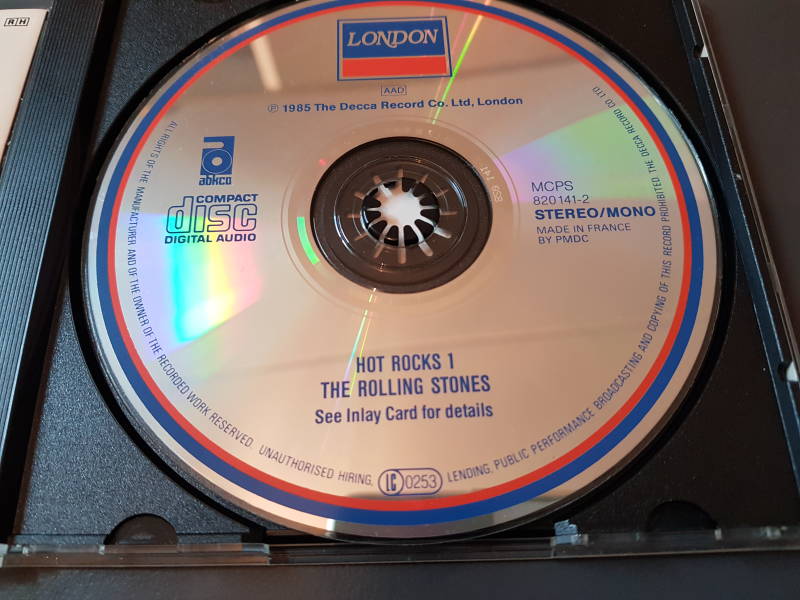 RH
LONDON
AAD
℗ 1985 The Decca Record Co. Ltd, London
abkco
COMPACT
disc
DIGITAL AUDIO
MCPS
820 141-2
STEREO/MONO
MADE IN FRANCE
BY PMDC
HOT ROCKS 1
THE ROLLING STONES
See Inlay Card for details
ALL RIGHTS OF THE MANUFACTURER AND OF THE OWNER OF THE RECORDED WORK RESERVED. UNAUTHORISED HIRING, LC 0253 LENDING, PUBLIC PERFORMANCE BROADCASTING AND COPYING OF THIS RECORD PROHIBITED. THE DECCA RECORD CO LTD